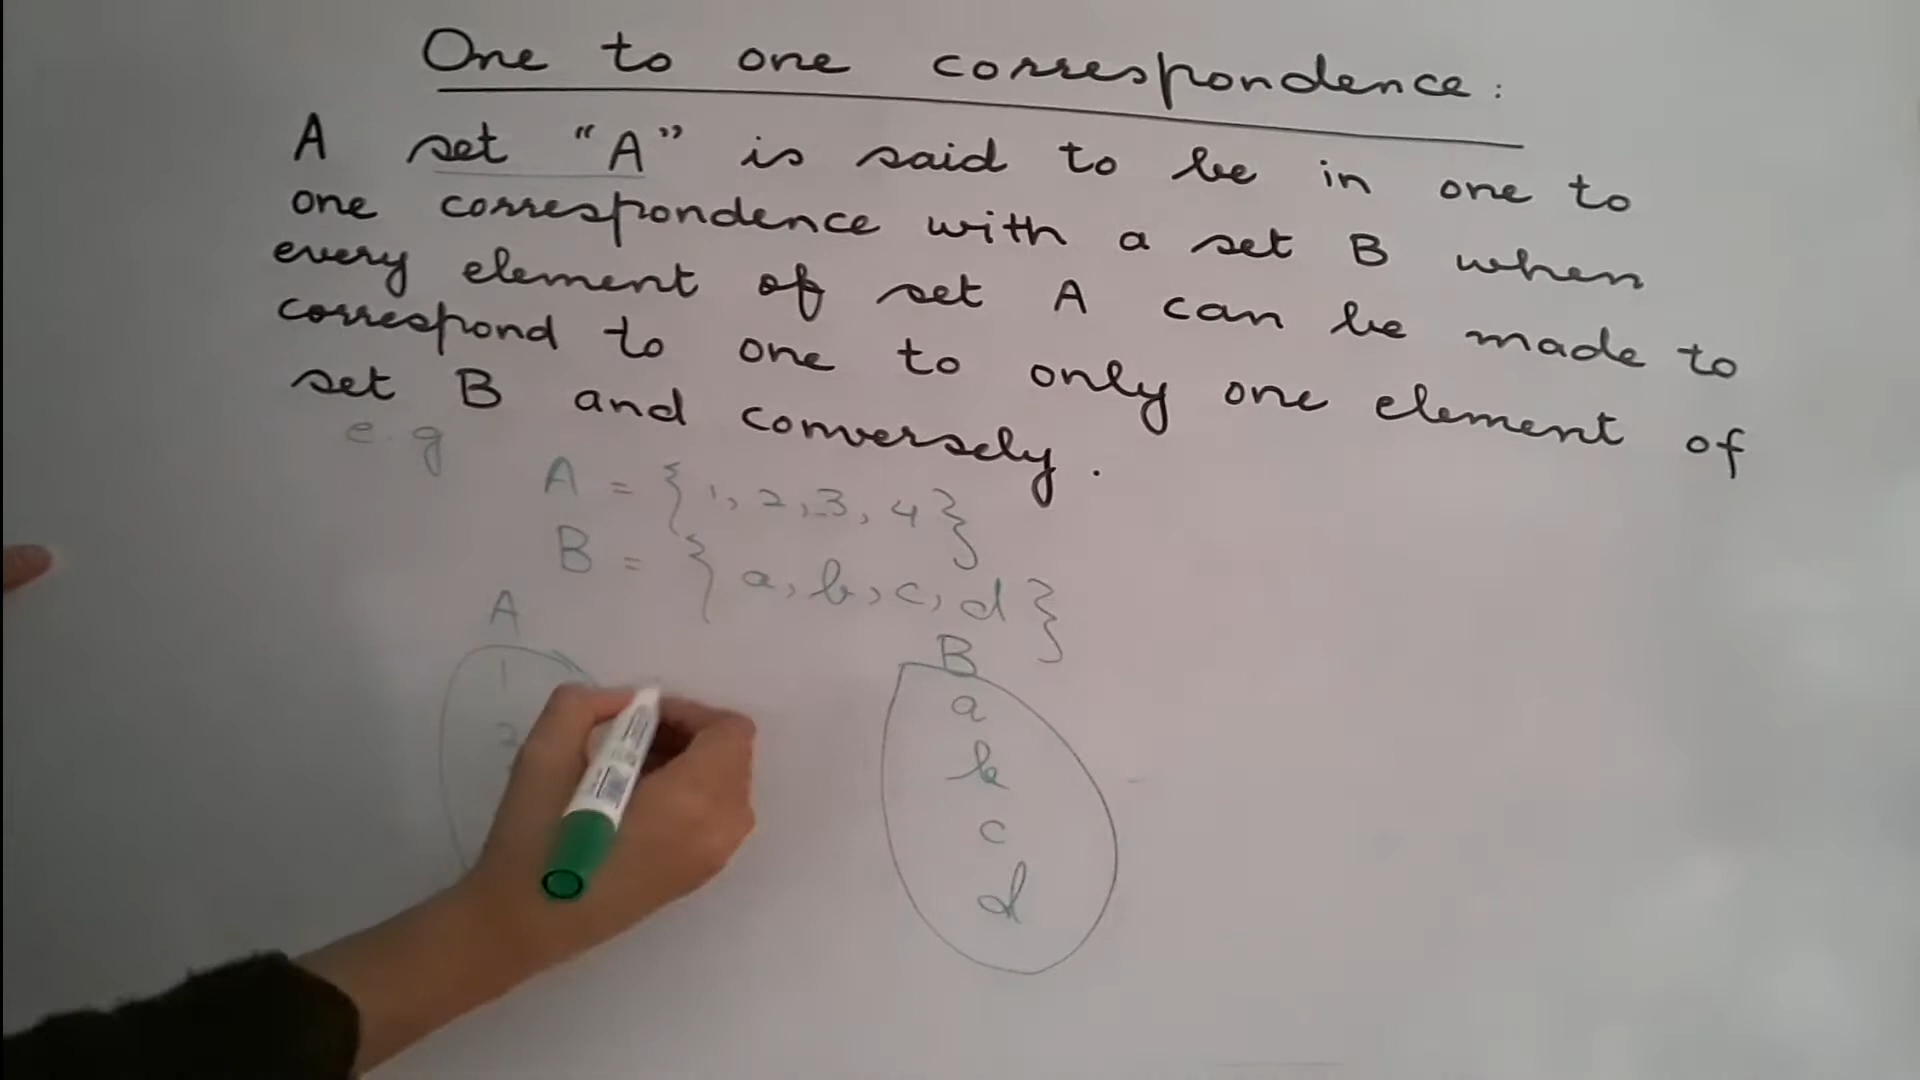 One to one correspondence:
A set "A" is said to be in one to
one correspondence with a set B when
every element of set A can be made to
correspond to one to only one element of
set B and conversely.
e.g
A = {1, 2, 3, 4}
B = {a, b, c, d}
A
B
1
a
2
b
c
d